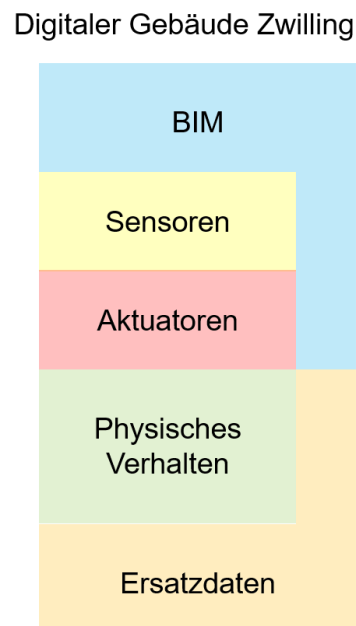 Digitaler Gebäude Zwilling
BIM
Sensoren
Aktuatoren
Physisches
Verhalten
Ersatzdaten